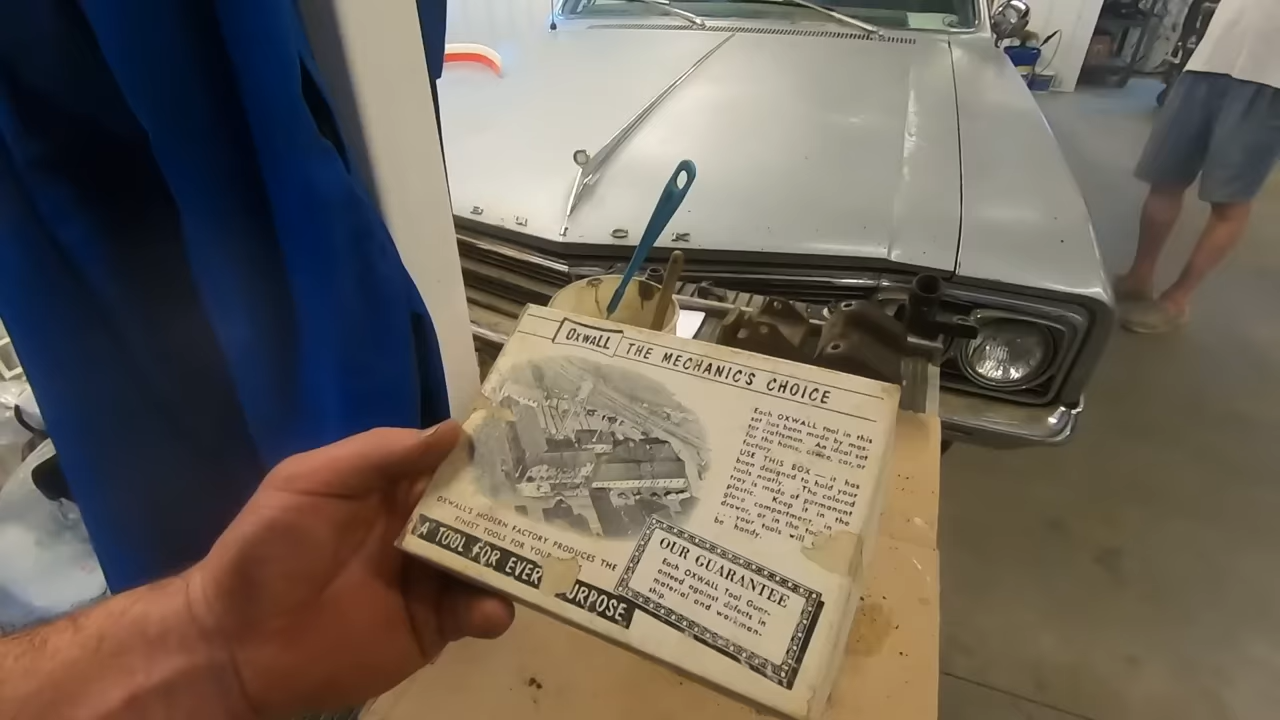 BUICK
OXWALL THE MECHANIC'S CHOICE
Each OXWALL tool in this
set has been made by mas-
ter craftsmen. An ideal set
for the home, office, car, or
factory.
USE THIS BOX — it has
been designed to hold your
tools neatly. The colored
tray is made of permanent
plastic. Keep it in the
glove compartment, in
drawer, or in the
your tools will
be handy.
OXWALL'S MODERN FACTORY PRODUCES THE
FINEST TOOLS FOR YOUR
A TOOL FOR EVER URPOSE
OUR GUARANTEE
Each OXWALL Tool Guar-
anteed against defects in
material and workman-
ship.